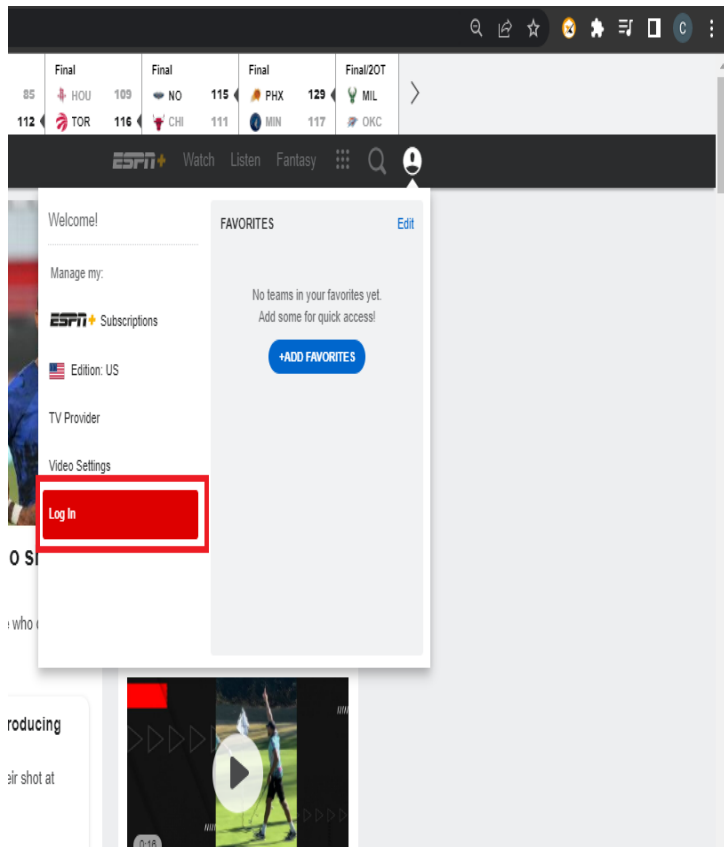 C
Final Final Final Final/2OT
85 HOU 109 NO 115 PHX 129 MIL
112 TOR 116 CHI 111 MIN 117 OKC
ESPN+ Watch Listen Fantasy
Welcome!
FAVORITES Edit
Manage my:
No teams in your favorites yet.
Add some for quick access!
ESPN+ Subscriptions
+ADD FAVORITES
Edition: US
TV Provider
Video Settings
Log In
who
roducing
eir shot at
0:16